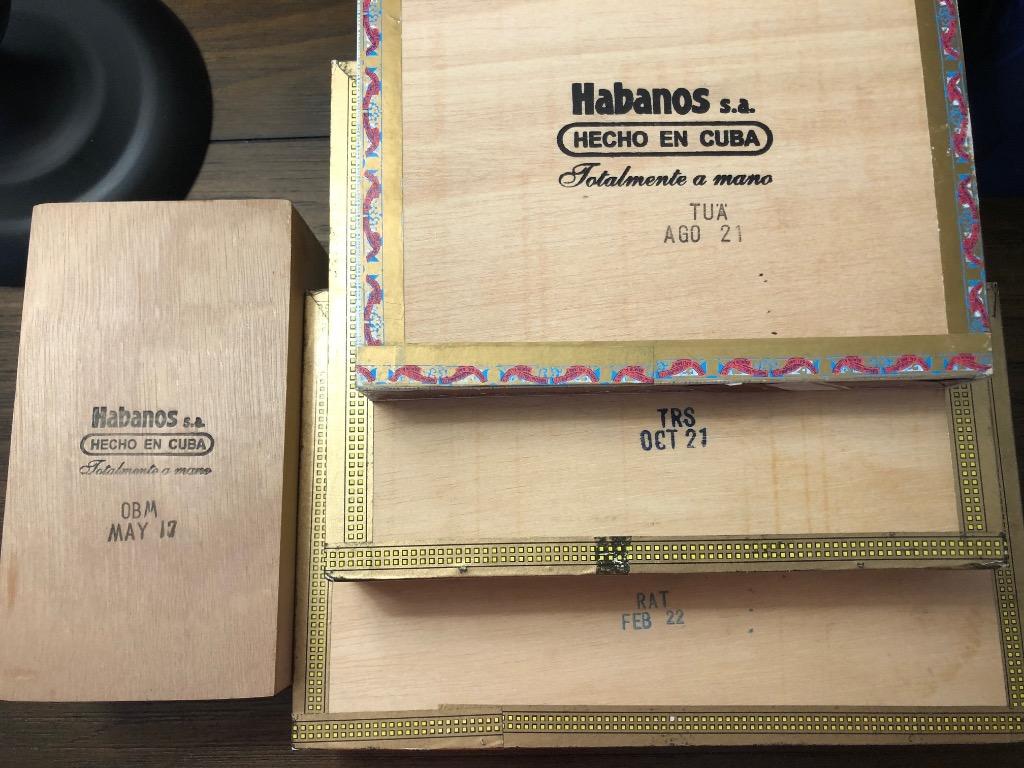 Habanos s.a.
HECHO EN CUBA
Totalmente a mano
TUA
AGO 21
TRS
OCT 21
RAT
FEB 22
Habanos s.a.
HECHO EN CUBA
Totalmente a mano
OBM
MAY 17